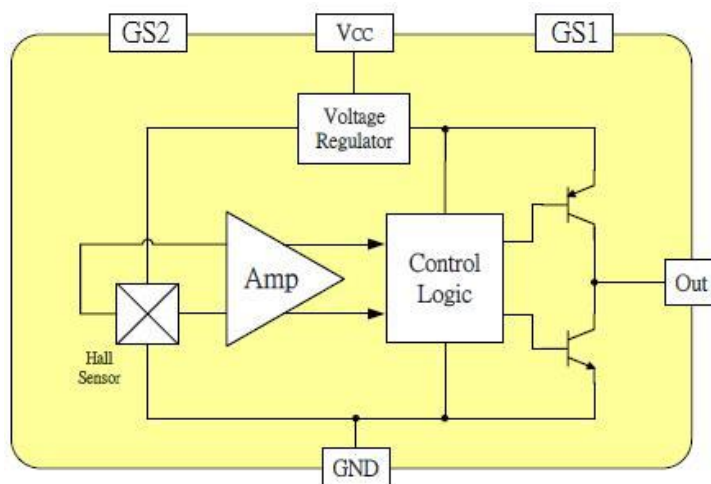 GS2
Vcc
GS1
Voltage
Regulator
Amp
Control
Logic
Out
Hall
Sensor
GND